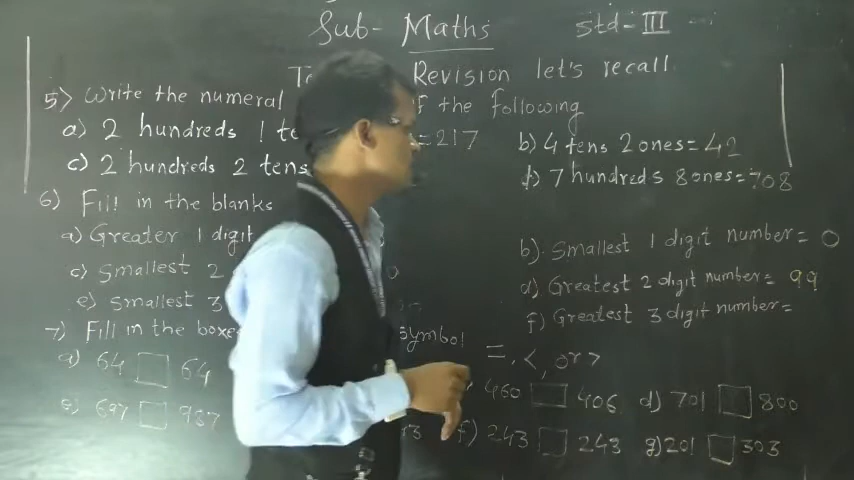 Sub- Maths Std-III
Revision let's recall
5) Write the numeral of the following
a) 2 hundreds 1 =217 b) 4 tens 2 ones=42
c) 2 hundreds 2 tens d) 7 hundreds 8 ones=708
6) Fill in the blanks
a) Greater 1 digit b) Smallest 1 digit number= 0
c) Smallest 2 d) Greatest 2 digit number= 99
e) Smallest 3 f) Greatest 3 digit number=
7) Fill in the boxes symbol =, <, or >
a) 64 64 460 406 d) 701 800
e) 697 937 f) 243 243 g) 201 303